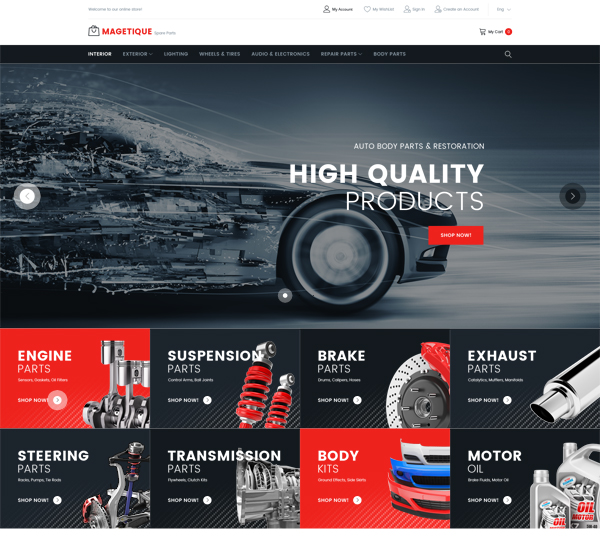 Welcome to our online store!
My Account
My Wishlist
Sign In
Create an Account
Eng
MAGETIQUE
Spare Parts
My Cart
0
INTERIOR
EXTERIOR
LIGHTING
WHEELS & TIRES
AUDIO & ELECTRONICS
REPAIR PARTS
BODY PARTS
AUTO BODY PARTS & RESTORATION
HIGH QUALITY
PRODUCTS
SHOP NOW!
ENGINE
PARTS
Sensors, Gaskets, Oil Filters
SHOP NOW!
SUSPENSION
PARTS
Control Arms, Ball Joints
SHOP NOW!
BRAKE
PARTS
Drums, Calipers, Hoses
SHOP NOW!
EXHAUST
PARTS
Catalytics, Mufflers, Manifolds
SHOP NOW!
STEERING
PARTS
Racks, Pumps, Tie Rods
SHOP NOW!
TRANSMISSION
PARTS
Flywheels, Clutch Kits
SHOP NOW!
BODY
KITS
Ground Effects, Side Skirts
SHOP NOW!
MOTOR
OIL
Brake Fluids, Motor Oil
SHOP NOW!
OIL
MOTOR
OIL
MOTOR